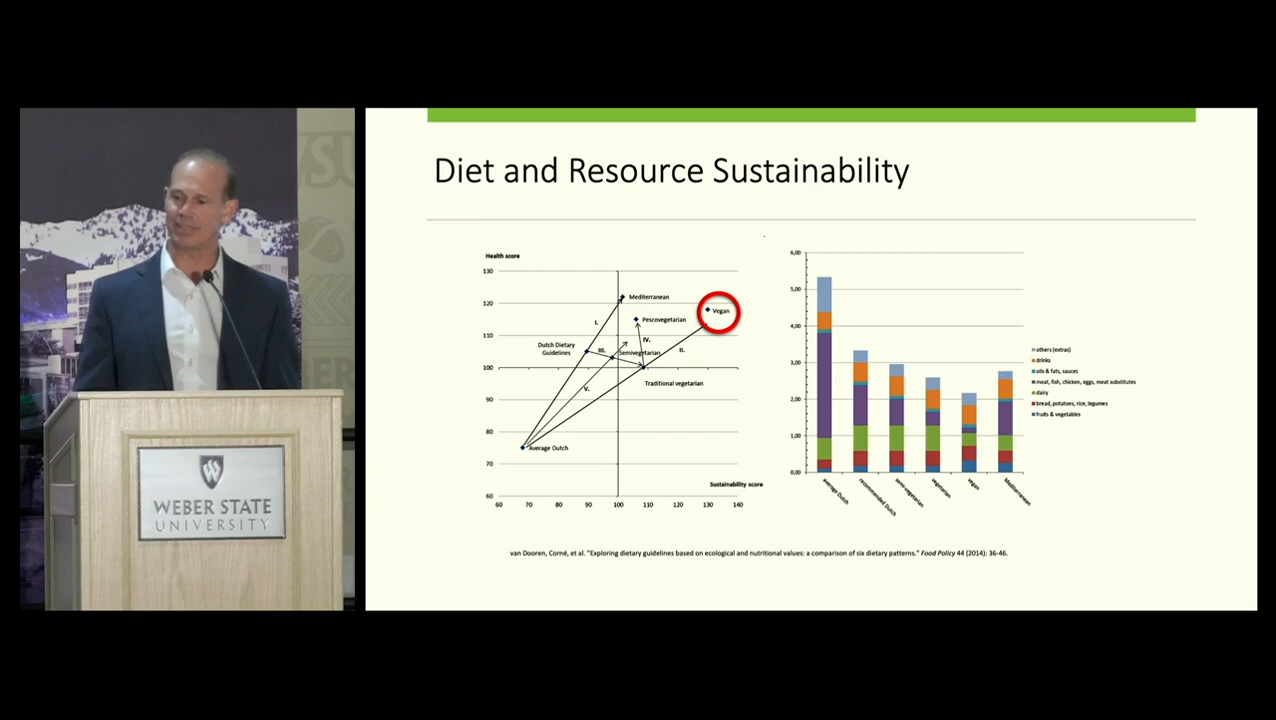 Diet and Resource Sustainability
Health score
130
120
110
100
90
80
70
60
60 70 80 90 100 110 120 130 140
Sustainability score
Mediterranean
Vegan
Pescovegetarian
I.
IV.
Dutch Dietary
Guidelines
III.
Semivegetarian
II.
Traditional vegetarian
V.
Average Dutch
6,00
5,00
4,00
3,00
2,00
1,00
0,00
average Dutch
recommended Dutch
semi-vegetarian
vegetarian
vegan
Mediterranean
others (extras)
drinks
oils & fats, sauces
meat, fish, chicken, eggs, meat substitutes
dairy
bread, potatoes, rice, legumes
fruits & vegetables
van Dooren, Corné, et al. "Exploring dietary guidelines based on ecological and nutritional values: a comparison of six dietary patterns." Food Policy 44 (2014): 36-46.
WSU
W
WEBER STATE
UNIVERSITY